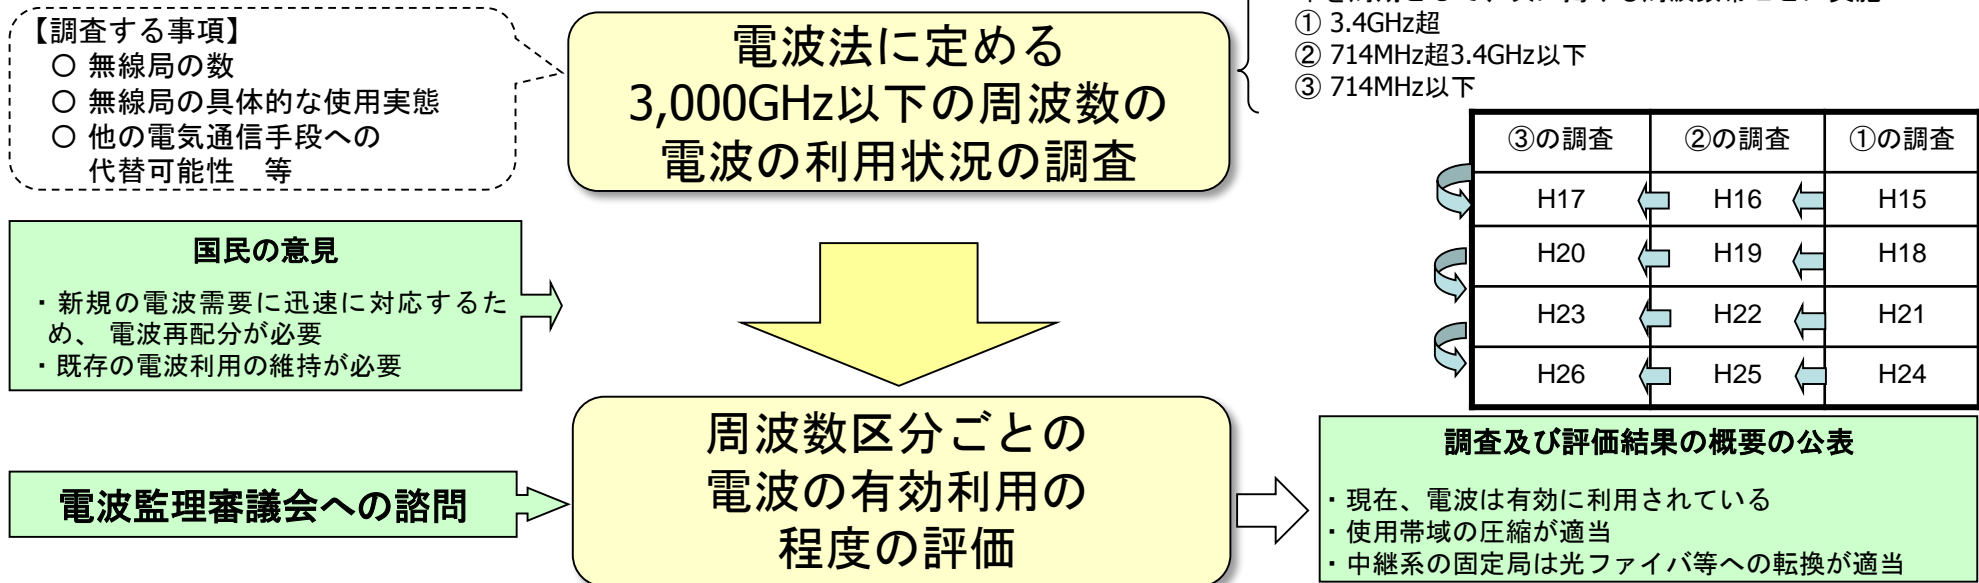 【調査する事項】
○ 無線局の数
○ 無線局の具体的な使用実態
○ 他の電気通信手段への
代替可能性 等
電波法に定める
3,000GHz以下の周波数の
電波の利用状況の調査
① 3.4GHz超
② 714MHz超3.4GHz以下
③ 714MHz以下
③の調査 ②の調査 ①の調査
H17 H16 H15
H20 H19 H18
H23 H22 H21
H26 H25 H24
国民の意見
・新規の電波需要に迅速に対応するた
め、 電波再配分が必要
・既存の電波利用の維持が必要
電波監理審議会への諮問
周波数区分ごとの
電波の有効利用の
程度の評価
調査及び評価結果の概要の公表
・現在、電波は有効に利用されている
・使用帯域の圧縮が適当
・中継系の固定局は光ファイバ等への転換が適当